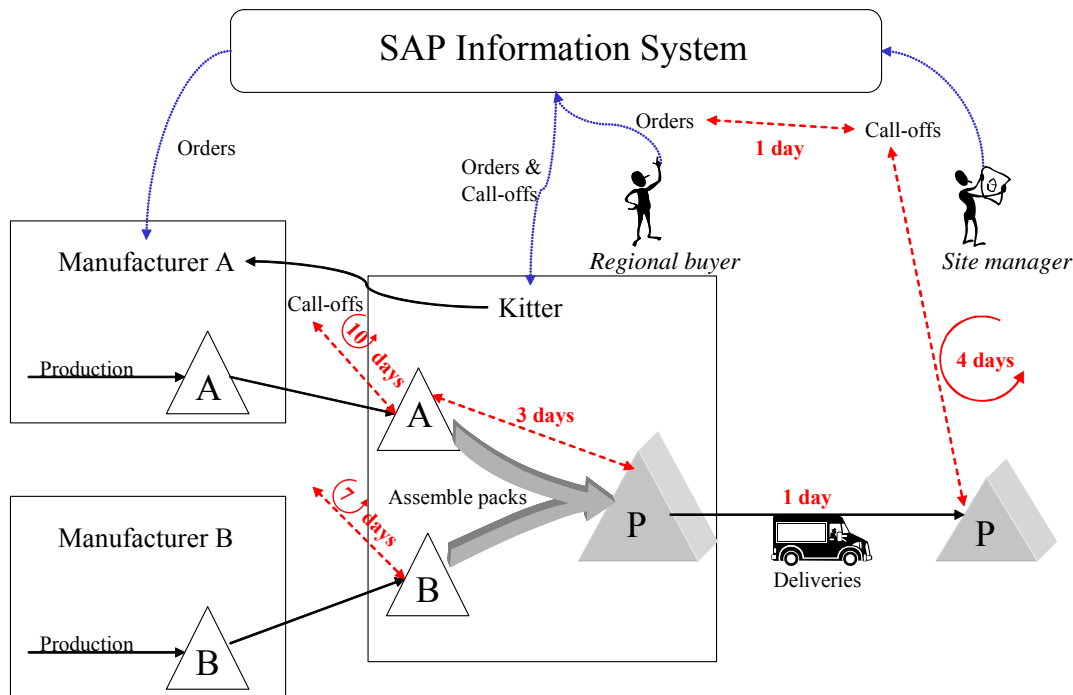 SAP Information System
Orders
Orders
1 day
Call-offs
Orders &
Call-offs
Manufacturer A
Regional buyer
Site manager
Call-offs
Kitter
10 days
Production
A
A
3 days
4 days
7 days
Assemble packs
1 day
P
P
Manufacturer B
B
Deliveries
Production
B